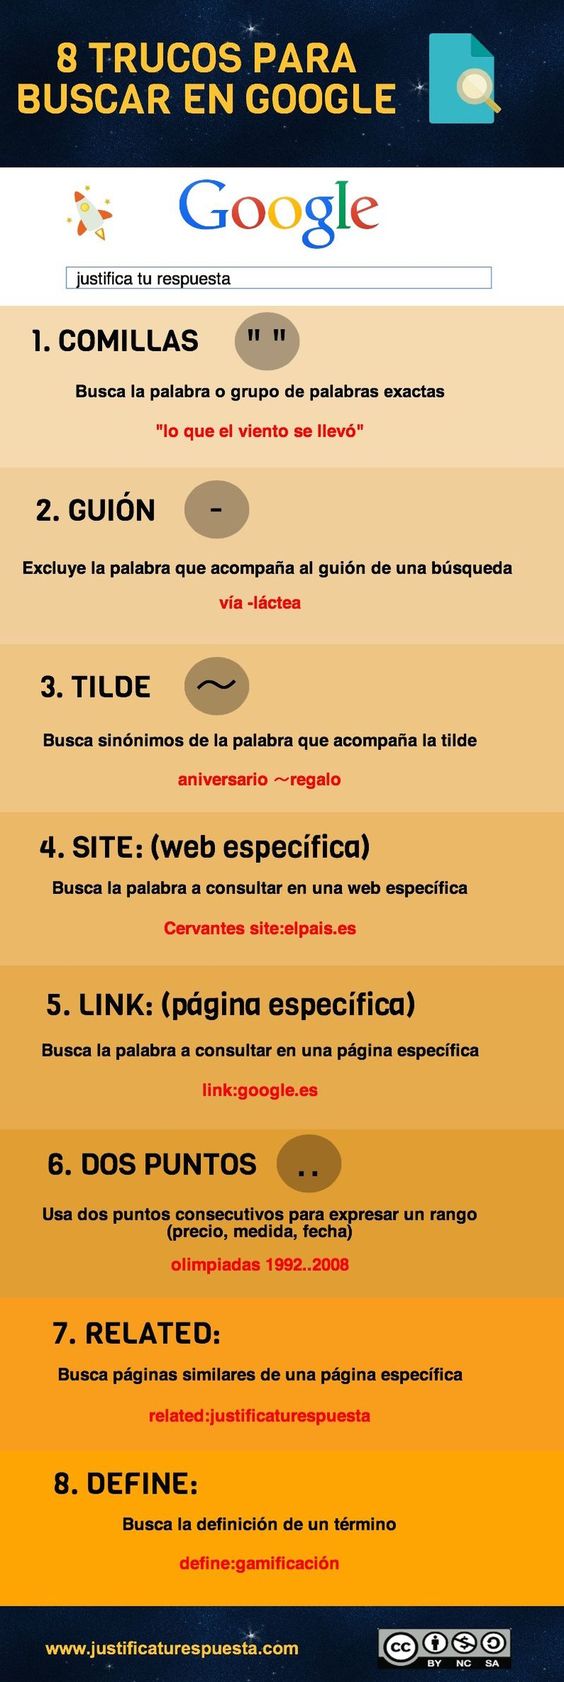 8 TRUCOS PARA
BUSCAR EN GOOGLE
Google
justifica tu respuesta
1. COMILLAS " "
Busca la palabra o grupo de palabras exactas
"lo que el viento se llevó"
2. GUIÓN -
Excluye la palabra que acompaña al guión de una búsqueda
vía -láctea
3. TILDE ~
Busca sinónimos de la palabra que acompaña la tilde
aniversario ~regalo
4. SITE: (web específica)
Busca la palabra a consultar en una web específica
Cervantes site:elpais.es
5. LINK: (página específica)
Busca la palabra a consultar en una página específica
link:google.es
6. DOS PUNTOS ..
Usa dos puntos consecutivos para expresar un rango
(precio, medida, fecha)
olimpiadas 1992..2008
7. RELATED:
Busca páginas similares de una página específica
related:justificaturespuesta
8. DEFINE:
Busca la definición de un término
define:gamificación
www.justificaturespuesta.com
cc
BY NC SA